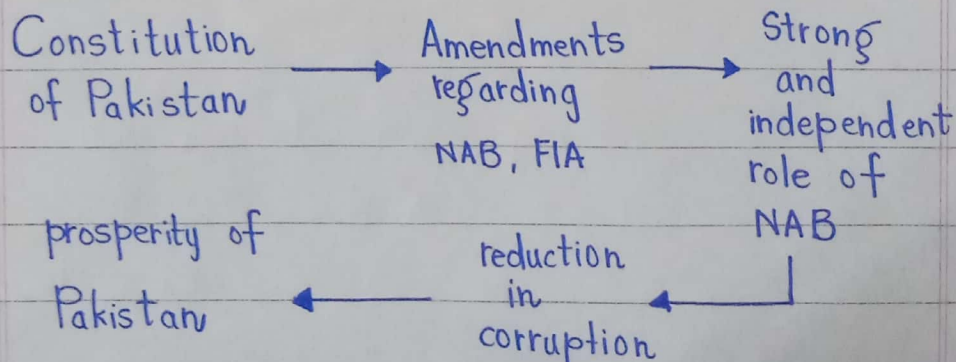 Constitution
of Pakistan
Amendments
regarding
NAB, FIA
Strong
and
independent
role of
NAB
reduction
in
corruption
prosperity of
Pakistan